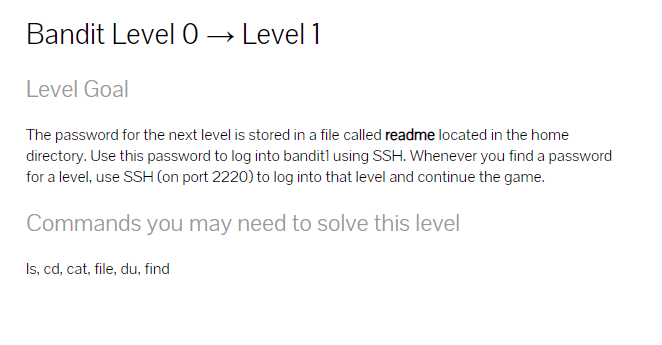 Bandit Level 0 → Level 1
Level Goal
The password for the next level is stored in a file called readme located in the home
directory. Use this password to log into bandit1 using SSH. Whenever you find a password
for a level, use SSH (on port 2220) to log into that level and continue the game.
Commands you may need to solve this level
ls, cd, cat, file, du, find